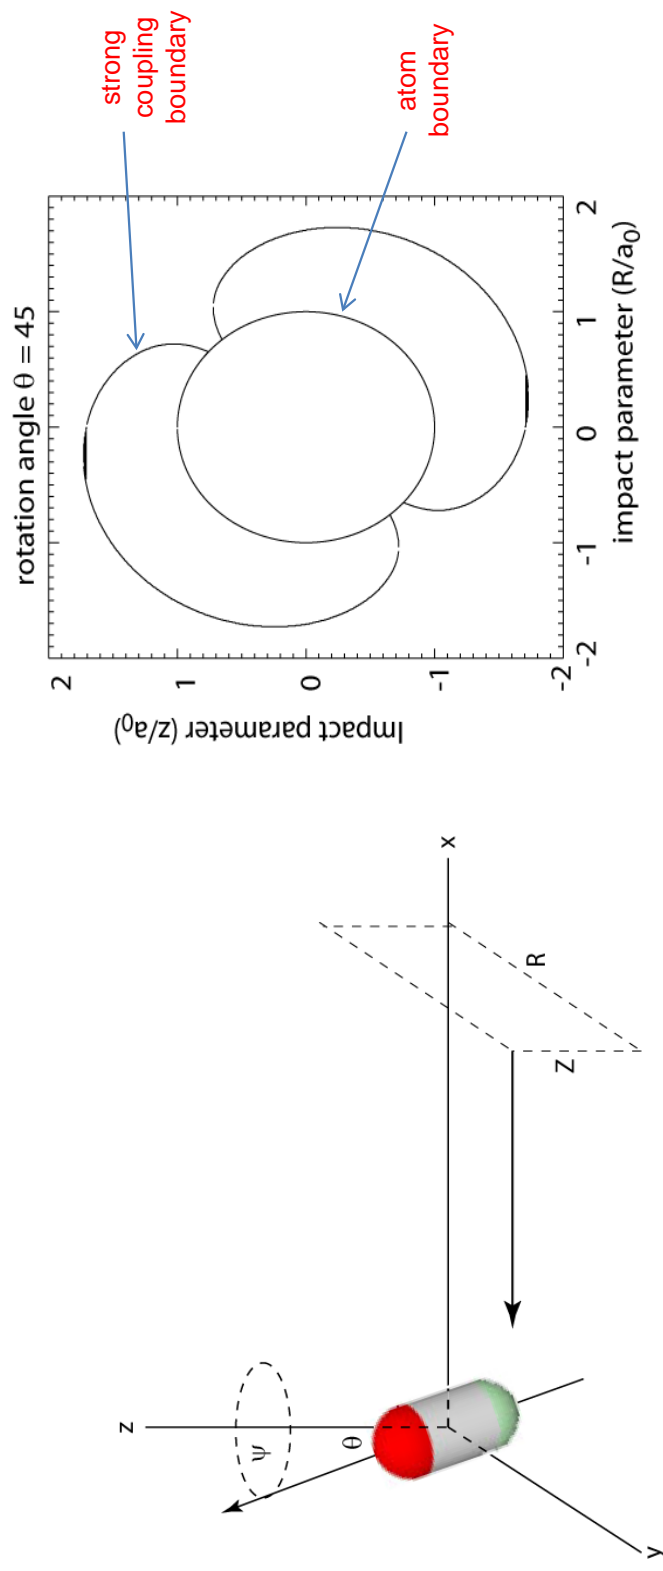 z
ψ
θ
x
y
Z
R
rotation angle θ = 45
strong
coupling
boundary
atom
boundary
Impact parameter (z/a₀)
2
1
0
-1
-2
-2
-1
0
1
2
impact parameter (R/a₀)